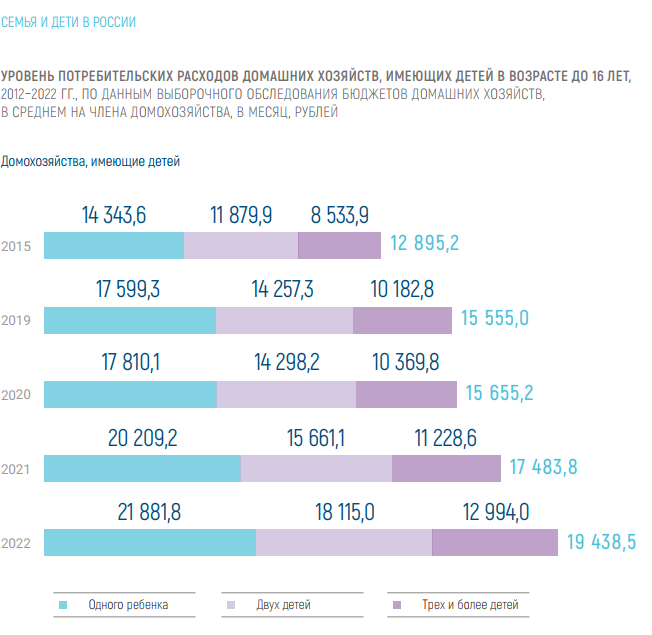 СЕМЬЯ И ДЕТИ В РОССИИ
УРОВЕНЬ ПОТРЕБИТЕЛЬСКИХ РАСХОДОВ ДОМАШНИХ ХОЗЯЙСТВ, ИМЕЮЩИХ ДЕТЕЙ В ВОЗРАСТЕ ДО 16 ЛЕТ,
2012–2022 ГГ., ПО ДАННЫМ ВЫБОРОЧНОГО ОБСЛЕДОВАНИЯ БЮДЖЕТОВ ДОМАШНИХ ХОЗЯЙСТВ,
В СРЕДНЕМ НА ЧЛЕНА ДОМОХОЗЯЙСТВА, В МЕСЯЦ, РУБЛЕЙ
Домохозяйства, имеющие детей
14 343,6 11 879,9 8 533,9
2015 12 895,2
17 599,3 14 257,3 10 182,8
2019 15 555,0
17 810,1 14 298,2 10 369,8
2020 15 655,2
20 209,2 15 661,1 11 228,6
2021 17 483,8
21 881,8 18 115,0 12 994,0
2022 19 438,5
Одного ребенка Двух детей Трех и более детей